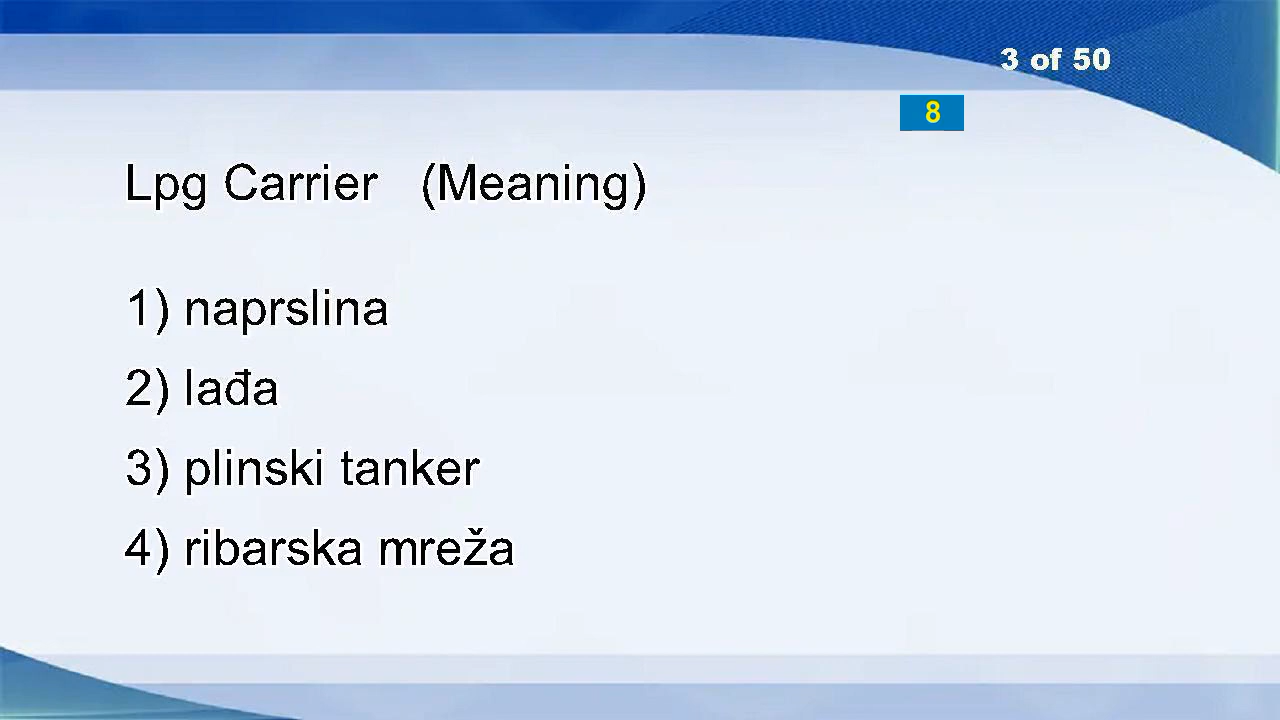 3 of 50
8
Lpg Carrier (Meaning)
1) naprslina
2) lađa
3) plinski tanker
4) ribarska mreža